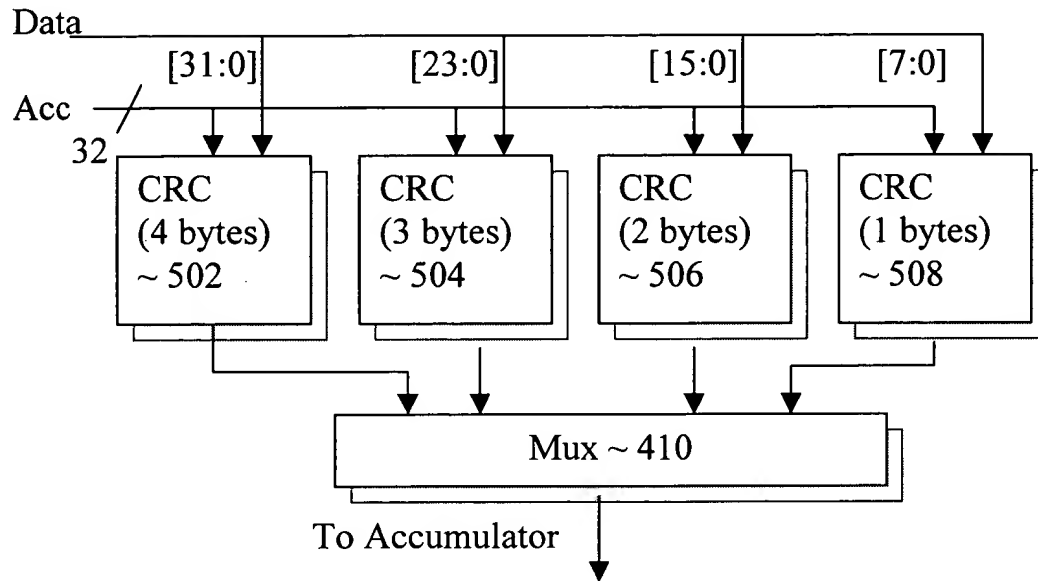 Data
[31:0] [23:0] [15:0] [7:0]
Acc
32
CRC
(4 bytes)
~ 502
CRC
(3 bytes)
~ 504
CRC
(2 bytes)
~ 506
CRC
(1 bytes)
~ 508
Mux ~ 410
To Accumulator